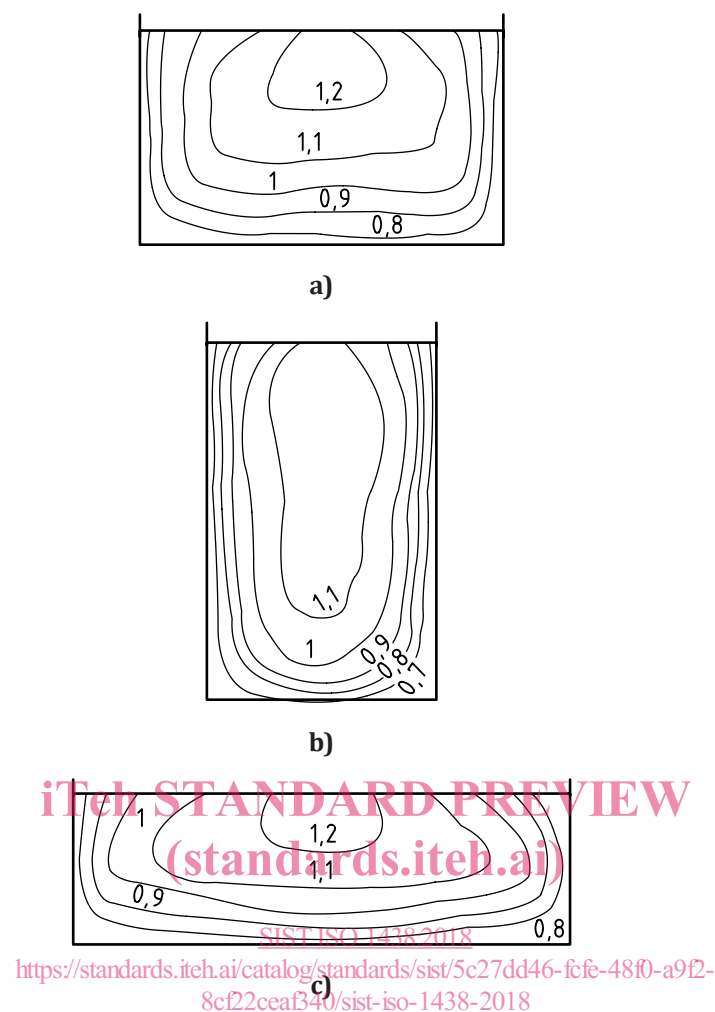 1,2
1,1
1
0,9
0,8
a)
1,1
1
0,9
0,8
0,7
b)
iTeh STANDARD PREVIEW
1
1,2
(standards.iteh.ai)
1,1
0,9
0,8
SIST ISO 1438:2018
https://standards.iteh.ai/catalog/standards/sist/5c27dd46-fcfe-48f0-a9f2-
c)
8cf22ceaf340/sist-iso-1438-2018